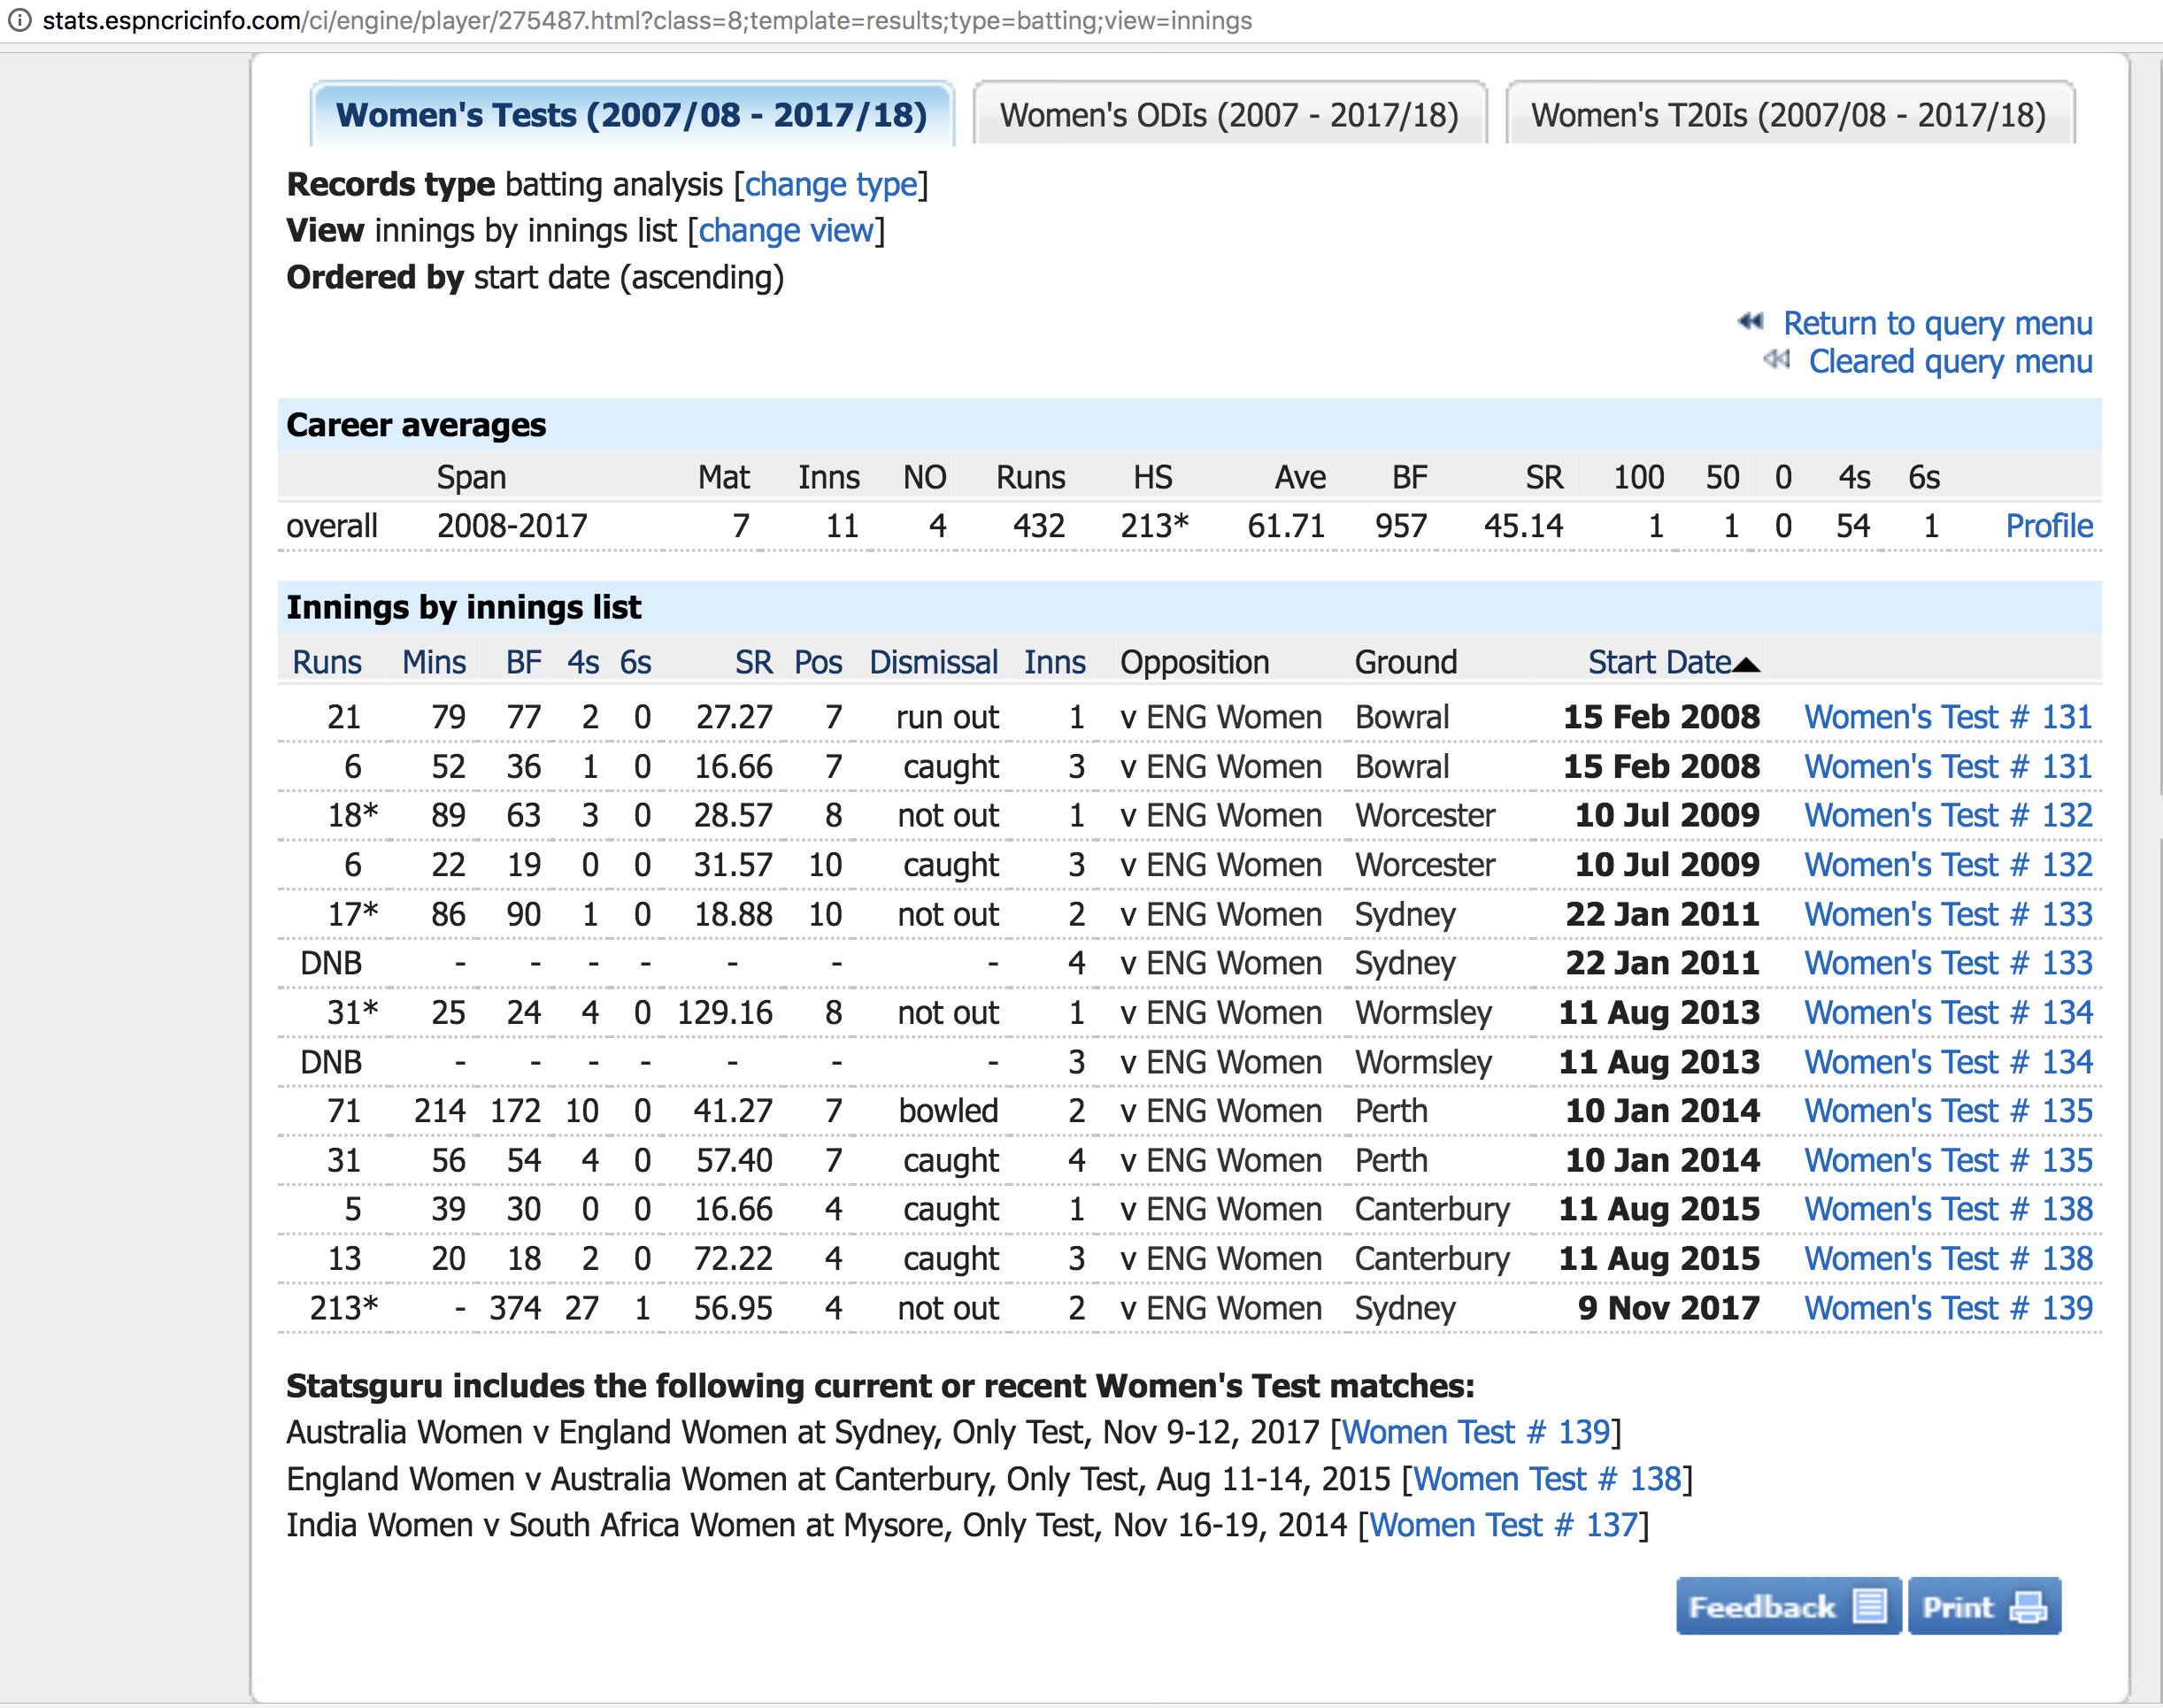 stats.espncricinfo.com/ci/engine/player/275487.html?class=8;template=results;type=batting;view=innings
Women's Tests (2007/08 - 2017/18) Women's ODIs (2007 - 2017/18) Women's T20Is (2007/08 - 2017/18)
Records type batting analysis [change type]
View innings by innings list [change view]
Ordered by start date (ascending)
Return to query menu
Cleared query menu
Career averages
Span Mat Inns NO Runs HS Ave BF SR 100 50 0 4s 6s
overall 2008-2017 7 11 4 432 213* 61.71 957 45.14 1 1 0 54 1 Profile
Innings by innings list
Runs Mins BF 4s 6s SR Pos Dismissal Inns Opposition Ground Start Date
21 79 77 2 0 27.27 7 run out 1 v ENG Women Bowral 15 Feb 2008 Women's Test # 131
6 52 36 1 0 16.66 7 caught 3 v ENG Women Bowral 15 Feb 2008 Women's Test # 131
18* 89 63 3 0 28.57 8 not out 1 v ENG Women Worcester 10 Jul 2009 Women's Test # 132
6 22 19 0 0 31.57 10 caught 3 v ENG Women Worcester 10 Jul 2009 Women's Test # 132
17* 86 90 1 0 18.88 10 not out 2 v ENG Women Sydney 22 Jan 2011 Women's Test # 133
DNB - - - - - - - 4 v ENG Women Sydney 22 Jan 2011 Women's Test # 133
31* 25 24 4 0 129.16 8 not out 1 v ENG Women Wormsley 11 Aug 2013 Women's Test # 134
DNB - - - - - - - 3 v ENG Women Wormsley 11 Aug 2013 Women's Test # 134
71 214 172 10 0 41.27 7 bowled 2 v ENG Women Perth 10 Jan 2014 Women's Test # 135
31 56 54 4 0 57.40 7 caught 4 v ENG Women Perth 10 Jan 2014 Women's Test # 135
5 39 30 0 0 16.66 4 caught 1 v ENG Women Canterbury 11 Aug 2015 Women's Test # 138
13 20 18 2 0 72.22 4 caught 3 v ENG Women Canterbury 11 Aug 2015 Women's Test # 138
213* - 374 27 1 56.95 4 not out 2 v ENG Women Sydney 9 Nov 2017 Women's Test # 139
Statsguru includes the following current or recent Women's Test matches:
Australia Women v England Women at Sydney, Only Test, Nov 9-12, 2017 [Women Test # 139]
England Women v Australia Women at Canterbury, Only Test, Aug 11-14, 2015 [Women Test # 138]
India Women v South Africa Women at Mysore, Only Test, Nov 16-19, 2014 [Women Test # 137]
Feedback Print